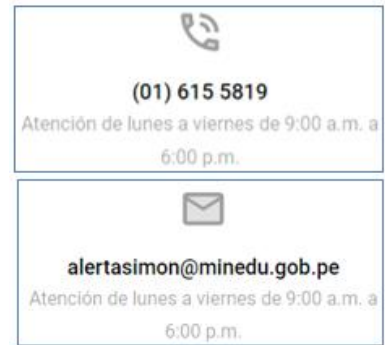 (01) 615 5819
Atención de lunes a viernes de 9:00 a.m. a
6:00 p.m.
alertasimon@minedu.gob.pe
Atención de lunes a viernes de 9:00 a.m. a
6:00 p.m.